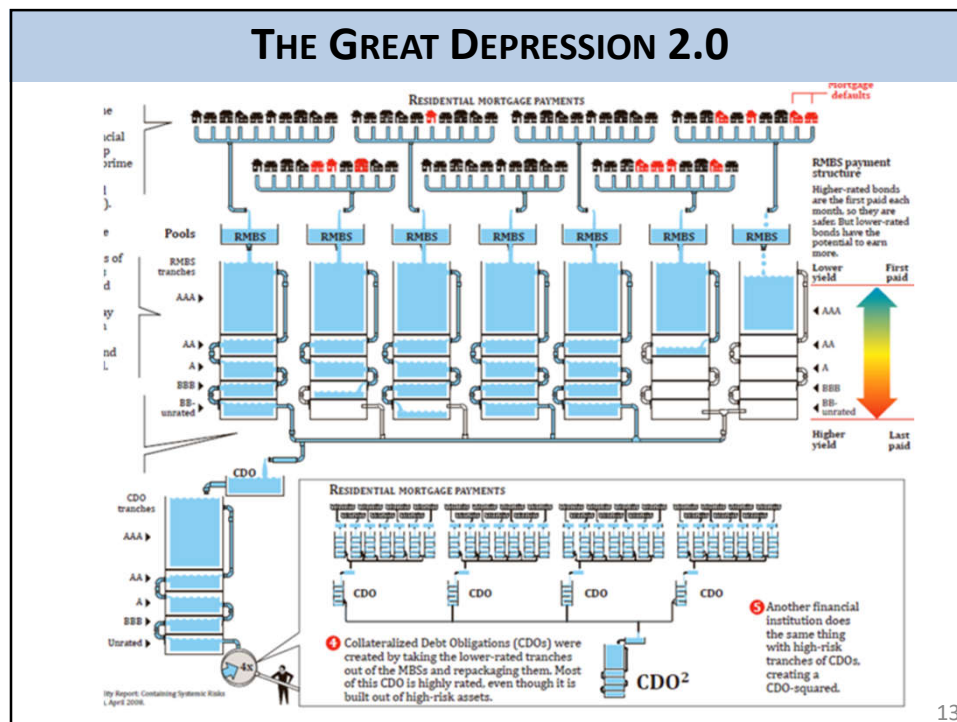 THE GREAT DEPRESSION 2.0
RESIDENTIAL MORTGAGE PAYMENTS
Mortgage
defaults
RMBS payment
structure
Higher-rated bonds
are the first paid each
month, so they are
safer. But lower-rated
bonds have the
potential to earn
more.
Pools
RMBS
RMBS
RMBS
RMBS
RMBS
RMBS
RMBS
RMBS
tranches
AAA
AA
A
BBB
BB-
unrated
Lower
yield
First
paid
AAA
AA
A
BBB
BB-
unrated
Higher
yield
Last
paid
CDO
CDO
tranches
AAA
AA
A
BBB
Unrated
4x
RESIDENTIAL MORTGAGE PAYMENTS
CDO
CDO
CDO
CDO
4 Collateralized Debt Obligations (CDOs) were
created by taking the lower-rated tranches
out of the MBSs and repackaging them. Most
of this CDO is highly rated, even though it is
built out of high-risk assets.
CDO²
5 Another financial
institution does
the same thing
with high-risk
tranches of CDOs,
creating a
CDO-squared.
Report: Containing Systemic Risks
April 2008.
13